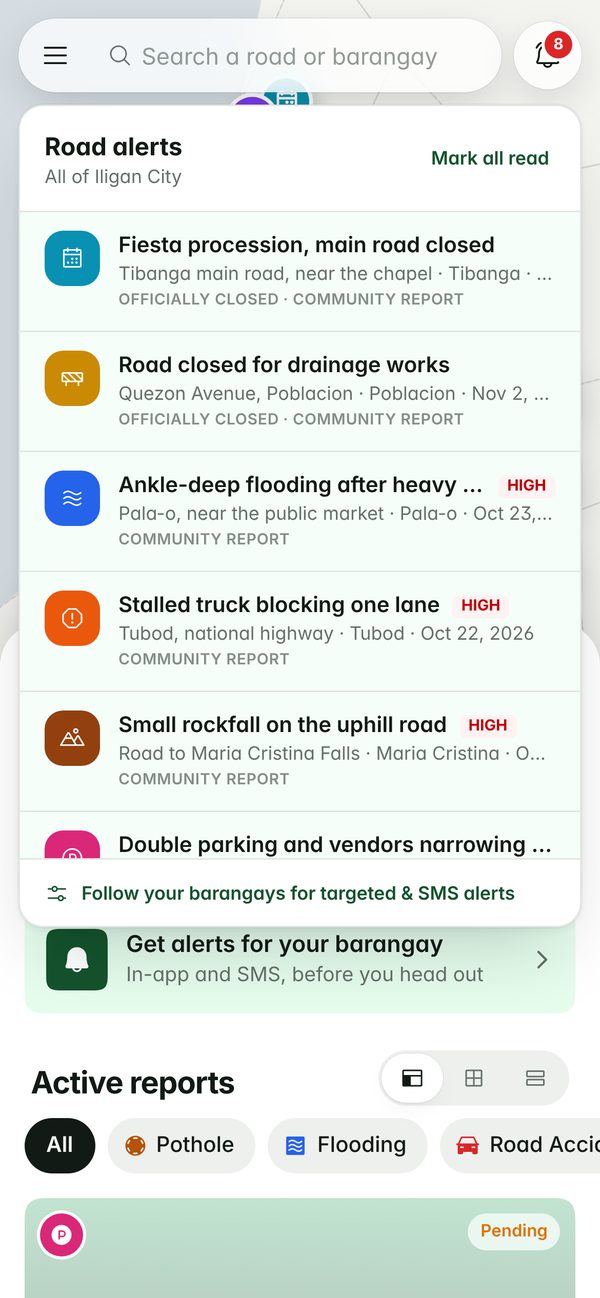 Search a road or barangay
8
Road alerts
Mark all read
All of Iligan City
Fiesta procession, main road closed
Tibanga main road, near the chapel · Tibanga · ...
OFFICIALLY CLOSED · COMMUNITY REPORT
Road closed for drainage works
Quezon Avenue, Poblacion · Poblacion · Nov 2, ...
OFFICIALLY CLOSED · COMMUNITY REPORT
Ankle-deep flooding after heavy ... HIGH
Pala-o, near the public market · Pala-o · Oct 23,...
COMMUNITY REPORT
Stalled truck blocking one lane HIGH
Tubod, national highway · Tubod · Oct 22, 2026
COMMUNITY REPORT
Small rockfall on the uphill road HIGH
Road to Maria Cristina Falls · Maria Cristina · O...
COMMUNITY REPORT
Double parking and vendors narrowing ...
Follow your barangays for targeted & SMS alerts
Get alerts for your barangay
In-app and SMS, before you head out
Active reports
All Pothole Flooding Road Accic
P Pending